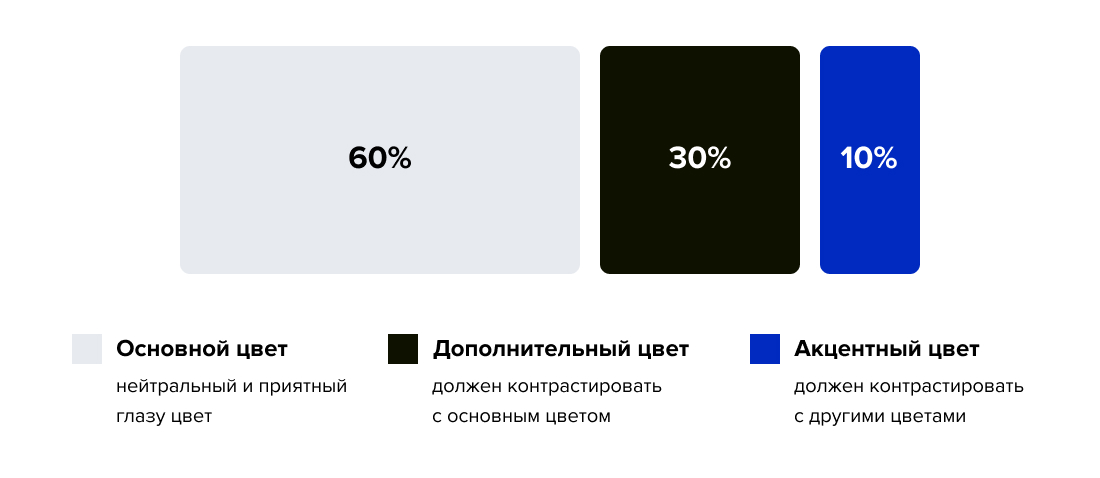 60%
30%
10%
Основной цвет
нейтральный и приятный
глазу цвет
Дополнительный цвет
должен контрастировать
с основным цветом
Акцентный цвет
должен контрастировать
с другими цветами